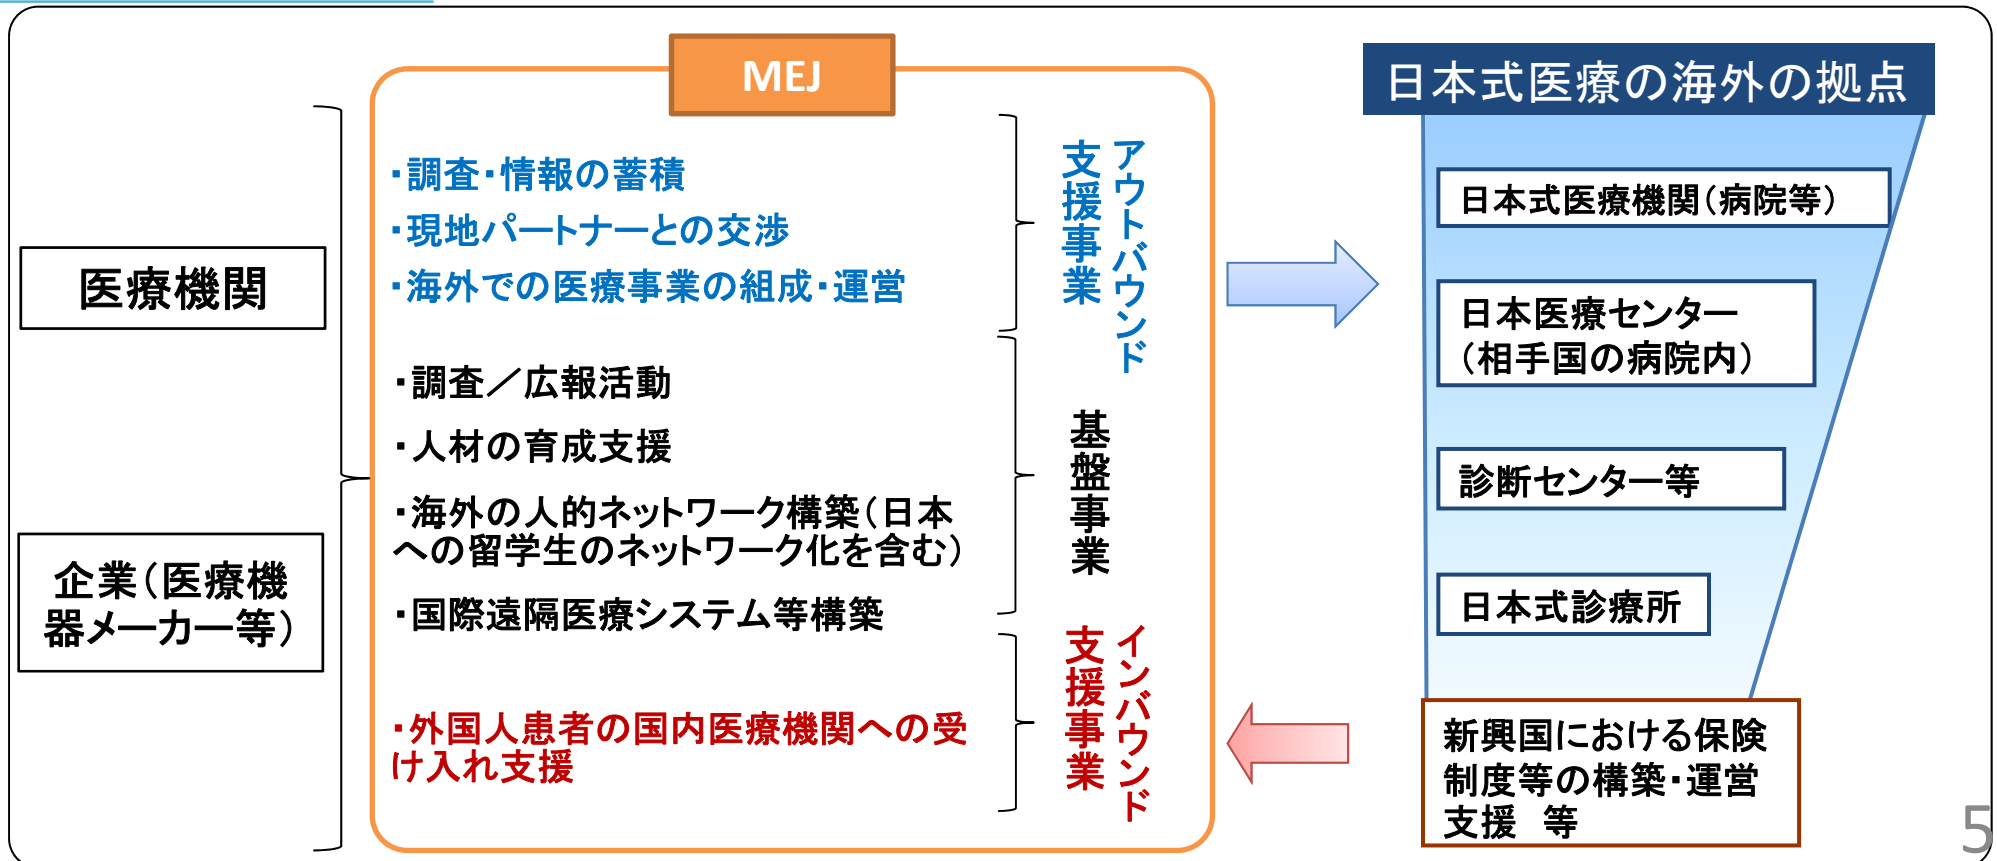 MEJ
日本式医療の海外の拠点
医療機関
企業（医療機
器メーカー等）
・調査・情報の蓄積
・現地パートナーとの交渉
・海外での医療事業の組成・運営
アウトバウンド
支援事業
・調査／広報活動
・人材の育成支援
・海外の人的ネットワーク構築（日本
への留学生のネットワーク化を含む）
・国際遠隔医療システム等構築
基盤事業
・外国人患者の国内医療機関への受
け入れ支援
インバウンド
支援事業
日本式医療機関（病院等）
日本医療センター
（相手国の病院内）
診断センター等
日本式診療所
新興国における保険
制度等の構築・運営
支援　等
5